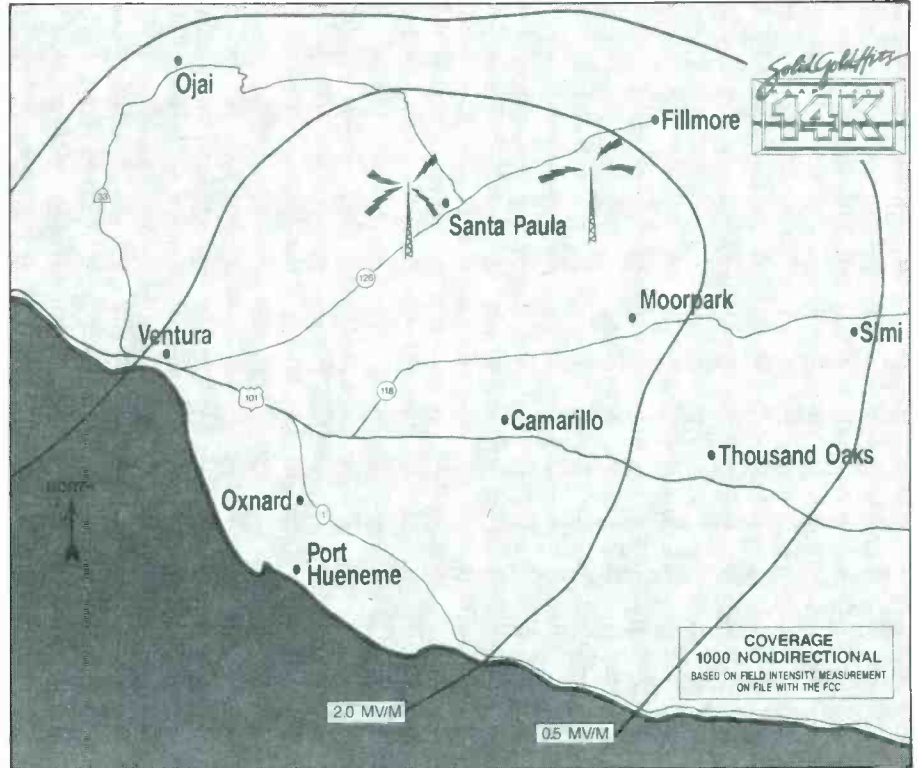 Solid Gold Hits
14K
Ojai
Fillmore
33
Santa Paula
126
Moorpark
Simi
Ventura
118
101
Camarillo
Thousand Oaks
NORTH
Oxnard
1
Port
Hueneme
COVERAGE
1000 NONDIRECTIONAL
BASED ON FIELD INTENSITY MEASUREMENT
ON FILE WITH THE FCC
2.0 MV/M
0.5 MV/M